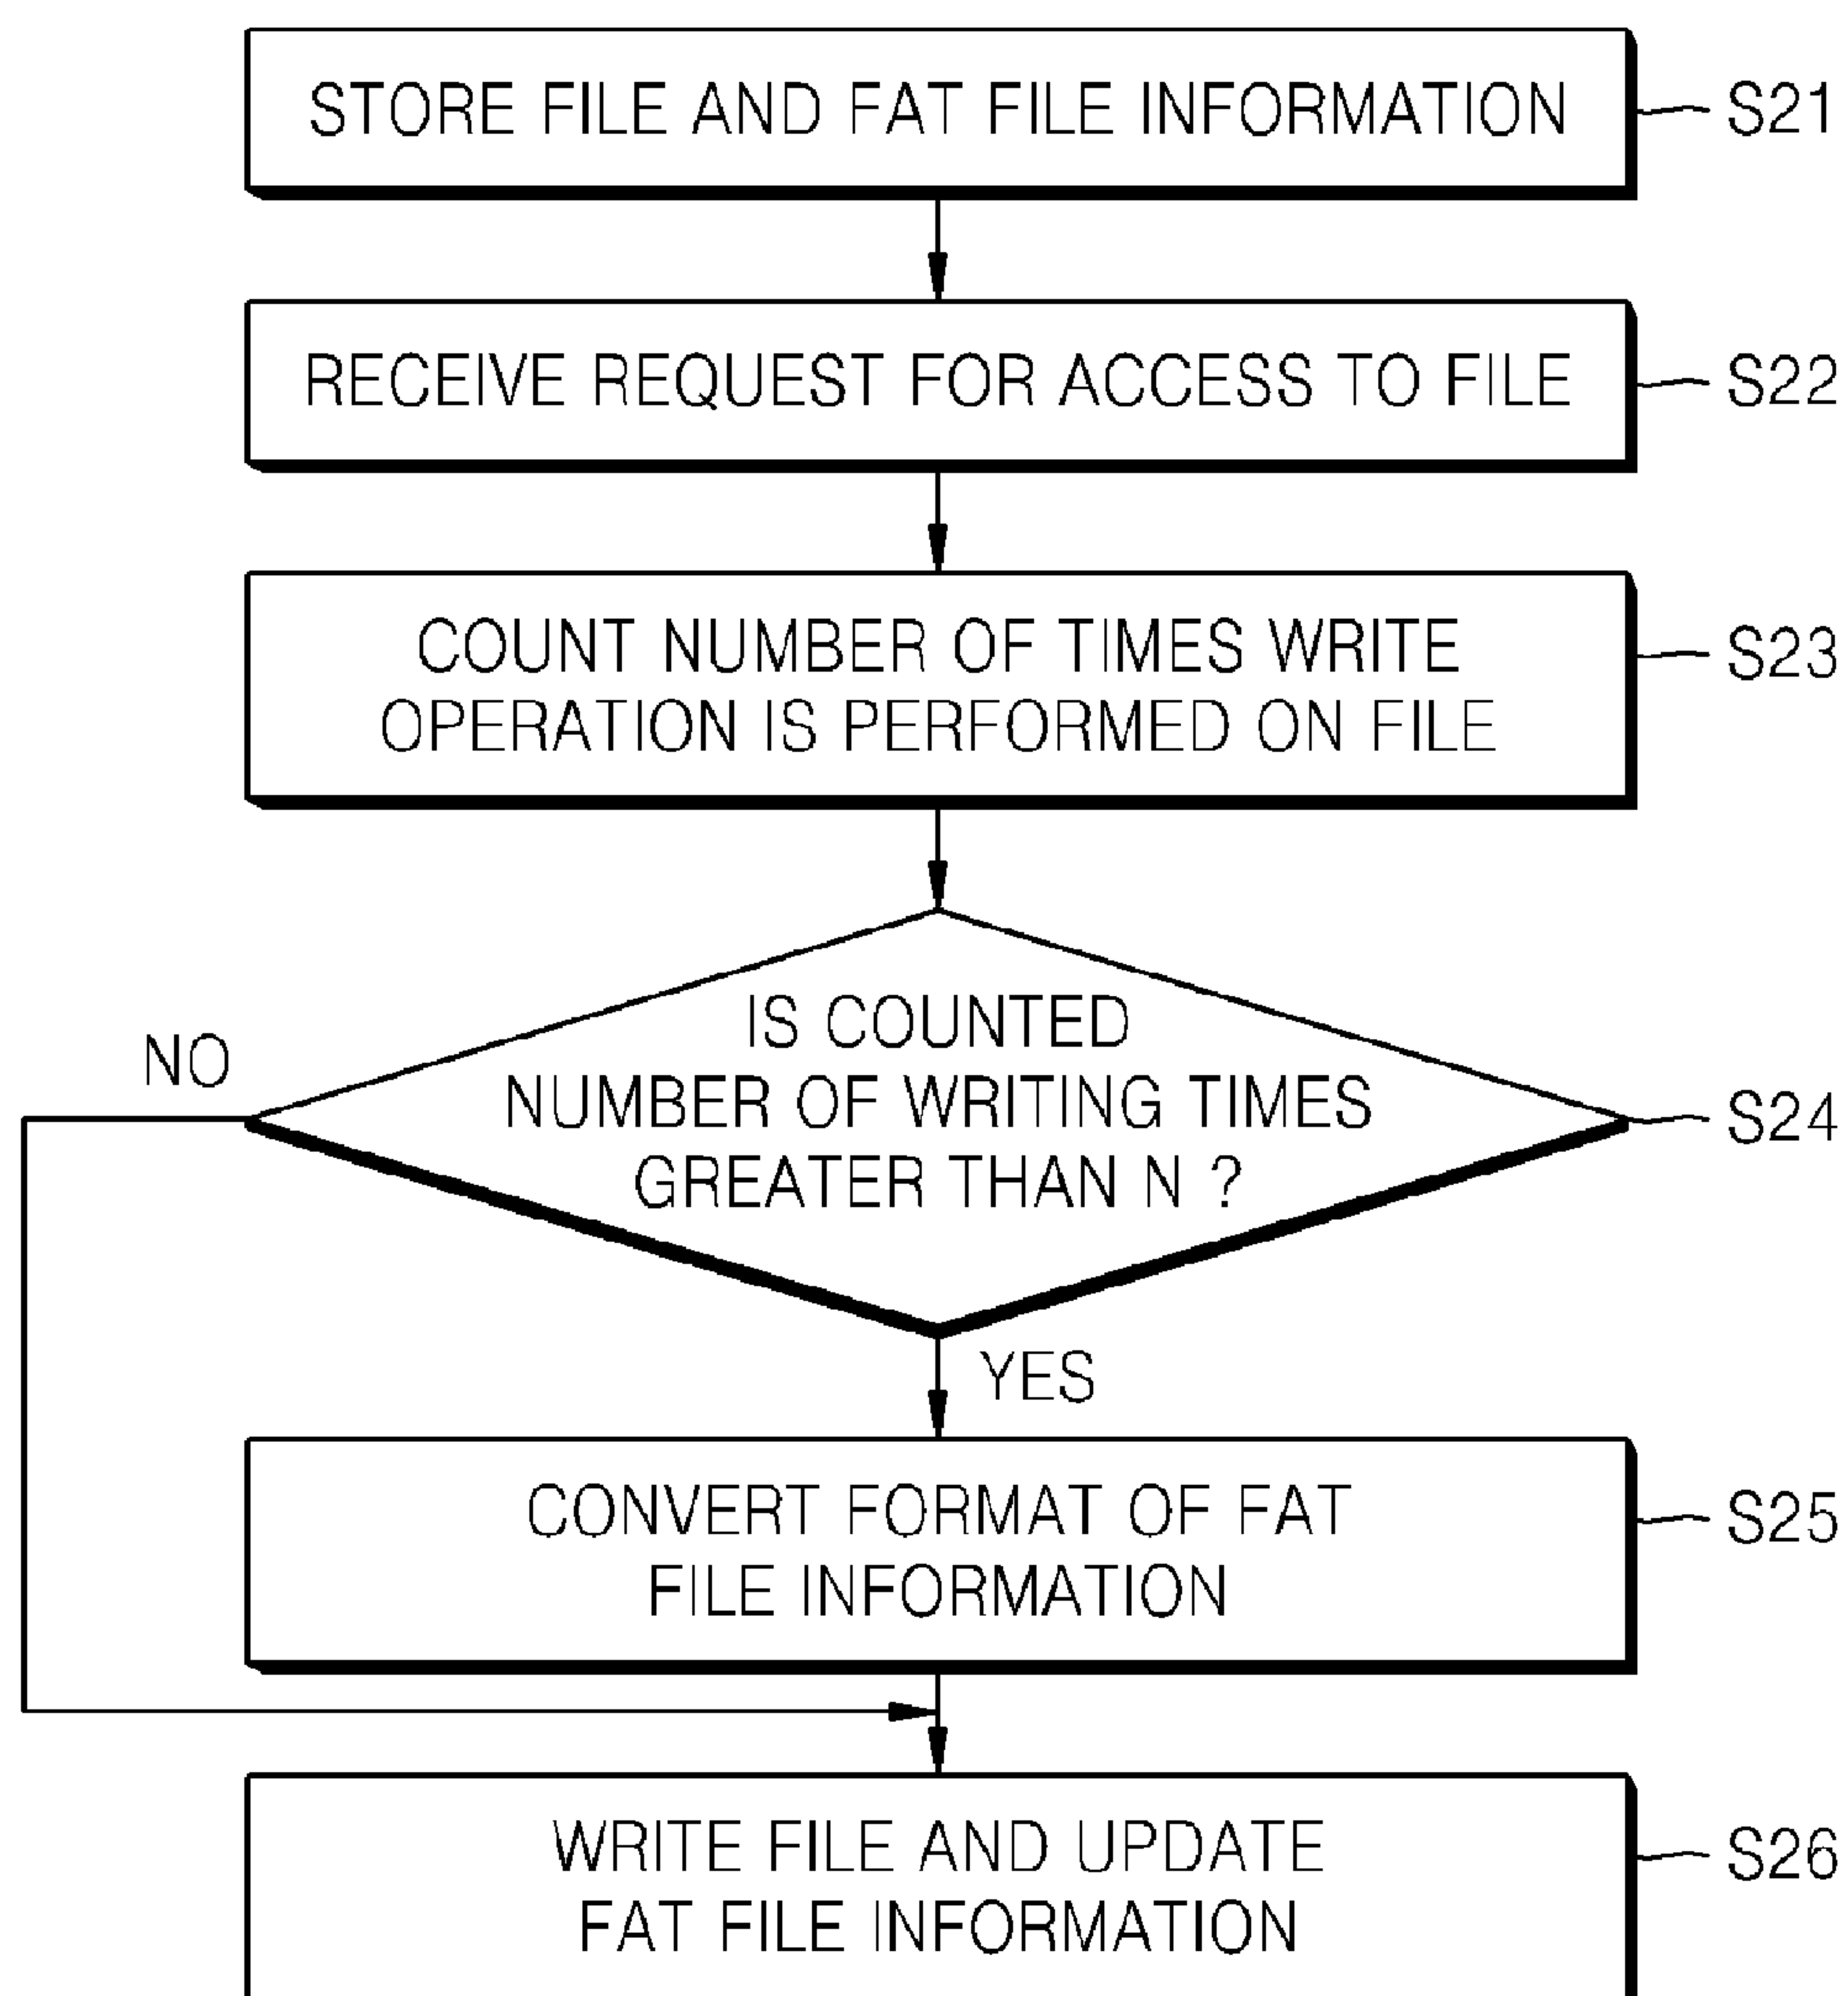 STORE FILE AND FAT FILE INFORMATION
S21
RECEIVE REQUEST FOR ACCESS TO FILE
S22
COUNT NUMBER OF TIMES WRITE
OPERATION IS PERFORMED ON FILE
S23
IS COUNTED
NUMBER OF WRITING TIMES
GREATER THAN N ?
NO
S24
YES
CONVERT FORMAT OF FAT
FILE INFORMATION
S25
WRITE FILE AND UPDATE
FAT FILE INFORMATION
S26